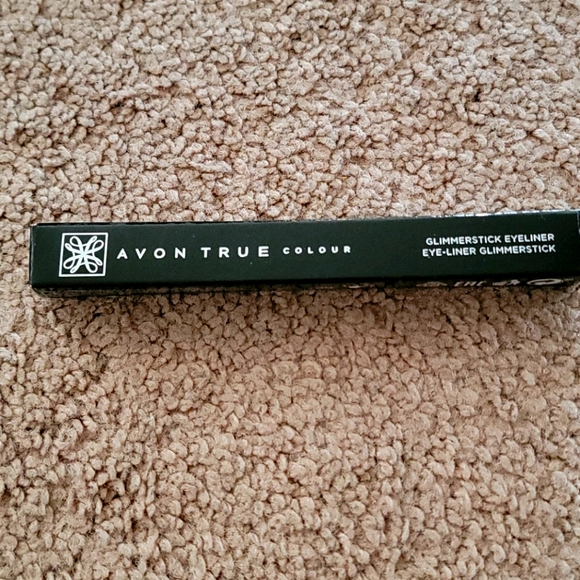 AVON TRUE COLOUR
GLIMMERSTICK EYELINER
EYE-LINER GLIMMERSTICK